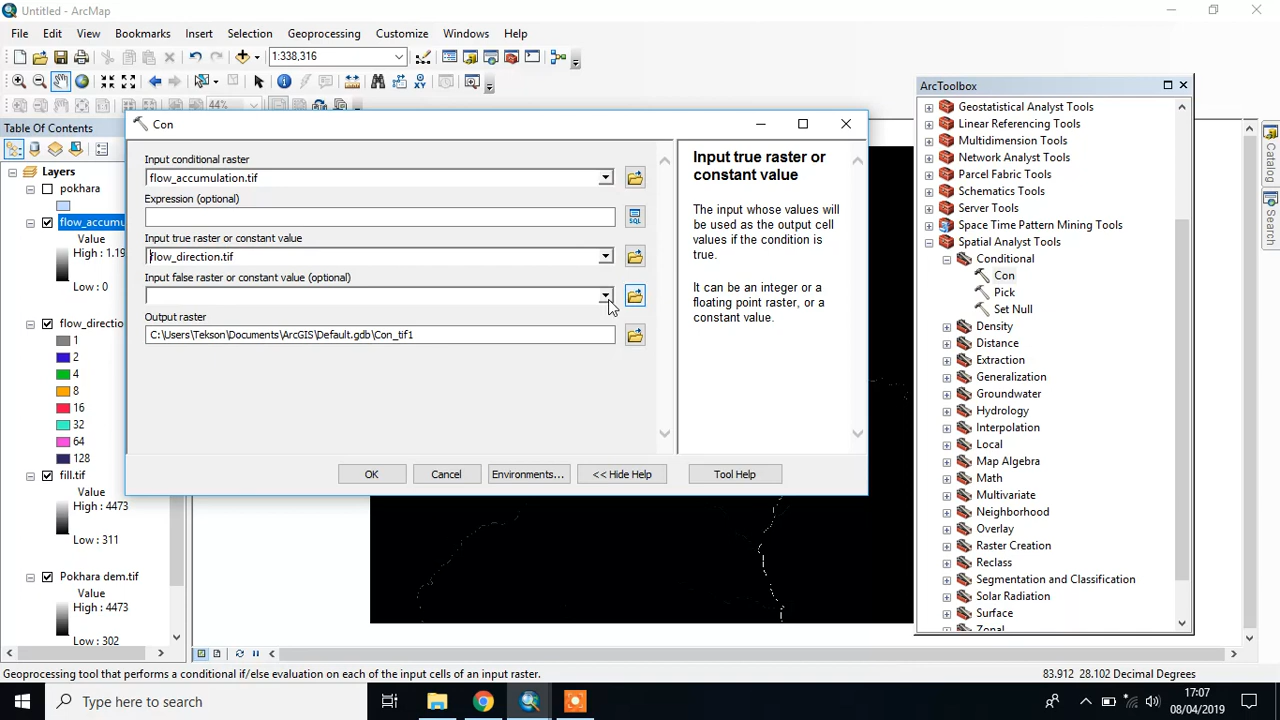 Untitled - ArcMap
File Edit View Bookmarks Insert Selection Geoprocessing Customize Windows Help
1:338,316
44%
Table Of Contents
Layers
pokhara
flow_accumu
Value
High : 1.19
Low : 0
flow_directio
1
2
4
8
16
32
64
128
fill.tif
Value
High : 4473
Low : 311
Pokhara dem.tif
Value
High : 4473
Low : 302
Con
Input conditional raster
flow_accumulation.tif
Expression (optional)
SQL
Input true raster or constant value
flow_direction.tif
Input false raster or constant value (optional)
Output raster
C:\Users\Tekson\Documents\ArcGIS\Default.gdb\Con_tif1
OK
Cancel
Environments...
<< Hide Help
Tool Help
Input true raster or
constant value
The input whose values will
be used as the output cell
values if the condition is
true.
It can be an integer or a
floating point raster, or a
constant value.
ArcToolbox
Geostatistical Analyst Tools
Linear Referencing Tools
Multidimension Tools
Network Analyst Tools
Parcel Fabric Tools
Schematics Tools
Server Tools
Space Time Pattern Mining Tools
Spatial Analyst Tools
Conditional
Con
Pick
Set Null
Density
Distance
Extraction
Generalization
Groundwater
Hydrology
Interpolation
Local
Map Algebra
Math
Multivariate
Neighborhood
Overlay
Raster Creation
Reclass
Segmentation and Classification
Solar Radiation
Surface
Zonal
Catalog
Search
Geoprocessing tool that performs a conditional if/else evaluation on each of the input cells of an input raster.
83.912 28.102 Decimal Degrees
Type here to search
17:07
08/04/2019